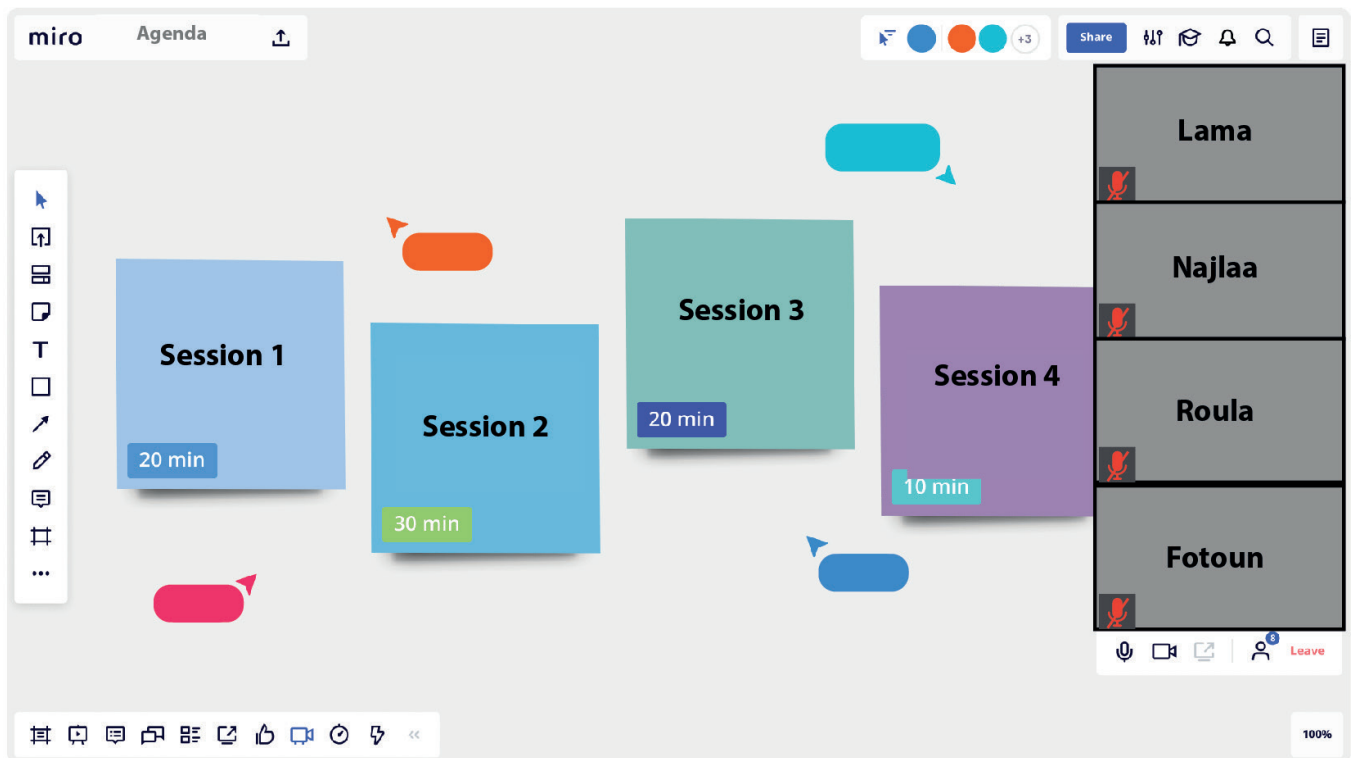 miro
Agenda
+3
Share
Lama
Najlaa
Roula
Fotoun
Session 1
20 min
Session 2
30 min
Session 3
20 min
Session 4
10 min
8
Leave
100%